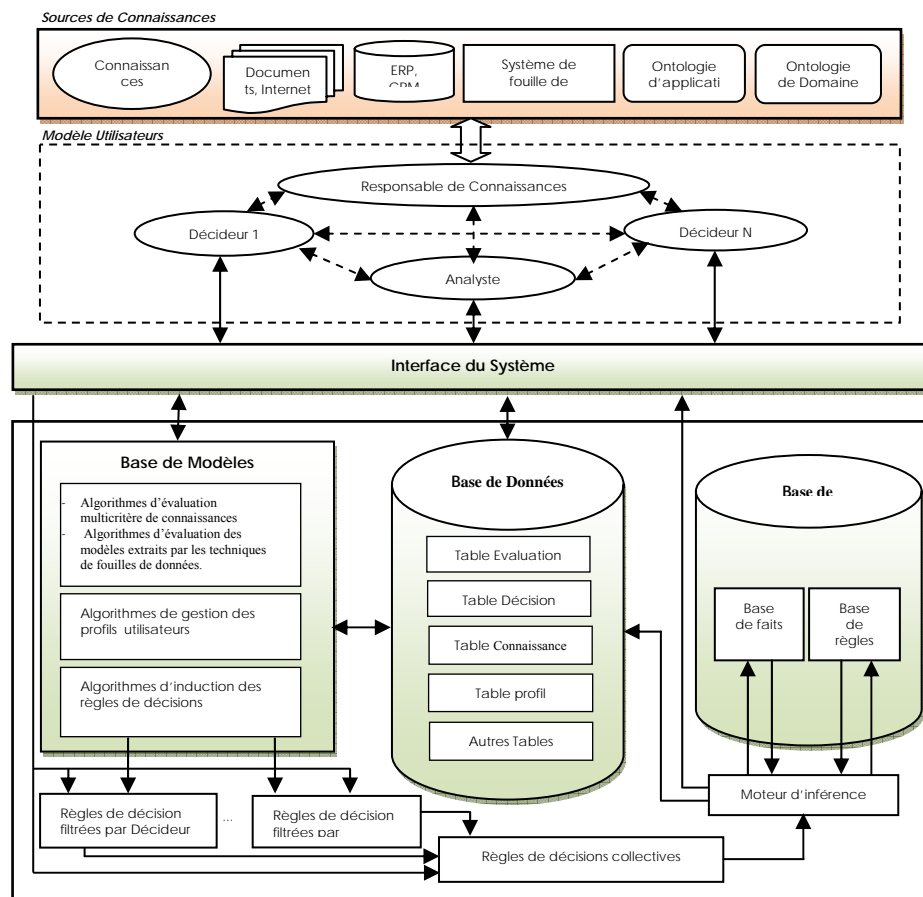 Sources de Connaissances
Connaissan
ces
Documen
ts, Internet
ERP,
CRM
Système de
fouille de
Ontologie
d'applicati
Ontologie
de Domaine
Modèle Utilisateurs
Responsable de Connaissances
Décideur 1
Décideur N
Analyste
Interface du Système
Base de Modèles
- Algorithmes d'évaluation
multicritère de connaissances
- Algorithmes d'évaluation des
modèles extraits par les techniques
de fouilles de données.
Algorithmes de gestion des
profils utilisateurs
Algorithmes d'induction des
règles de décisions
Base de Données
Table Evaluation
Table Décision
Table Connaissance
Table profil
Autres Tables
Base de
Base
de faits
Base
de
règles
Moteur d'inférence
Règles de décision
filtrées par Décideur
...
Règles de décision
filtrées par
Règles de décisions collectives